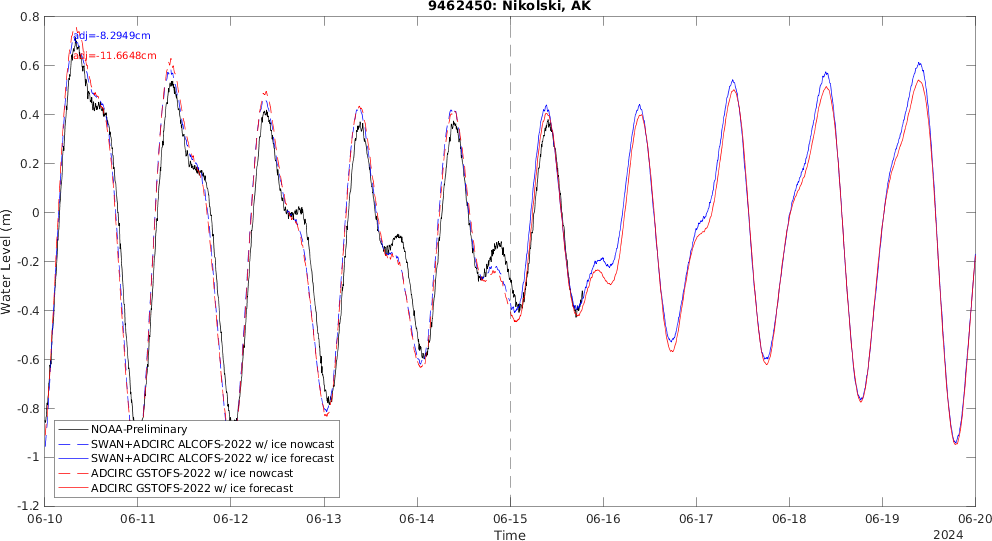 9462450: Nikolski, AK
0.8
0.6
0.4
0.2
0
-0.2
-0.4
-0.6
-0.8
-1
-1.2
Water Level (m)
adj=-8.2949cm
adj=-11.6648cm
NOAA-Preliminary
SWAN+ADCIRC ALCOFS-2022 w/ ice nowcast
SWAN+ADCIRC ALCOFS-2022 w/ ice forecast
ADCIRC GSTOFS-2022 w/ ice nowcast
ADCIRC GSTOFS-2022 w/ ice forecast
06-10 06-11 06-12 06-13 06-14 06-15 06-16 06-17 06-18 06-19 06-20
Time
2024